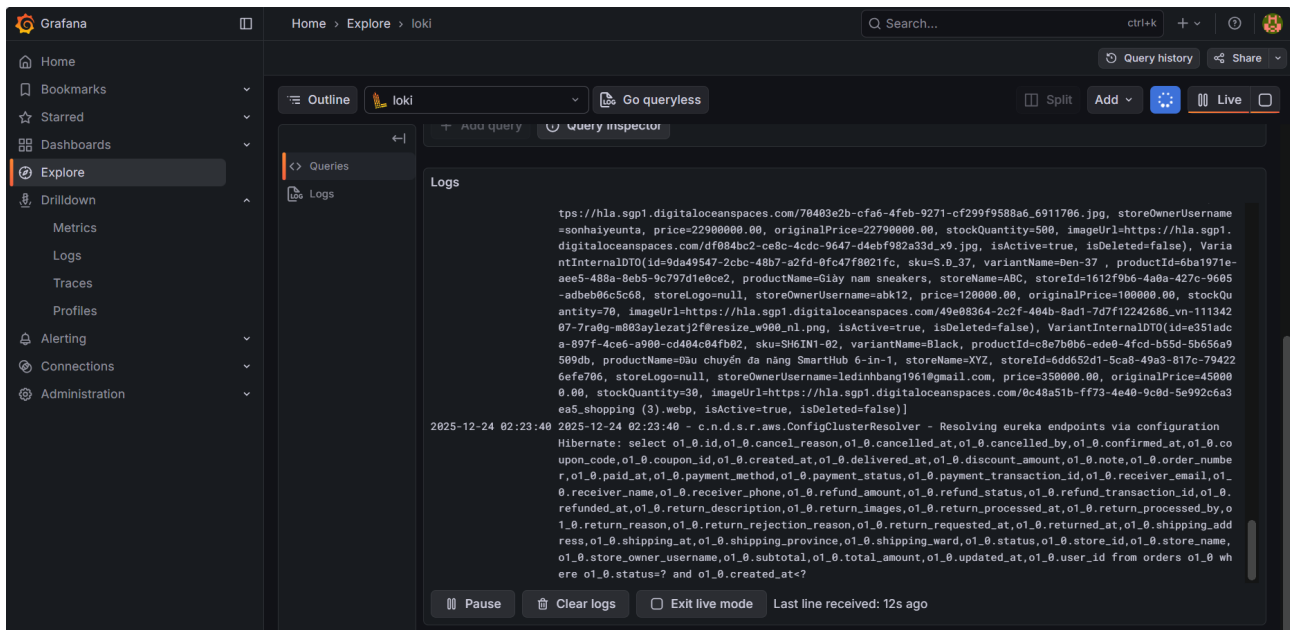 Grafana
Home › Explore › loki
Search...
ctrl+k
Query history
Share
Home
Bookmarks
Starred
Dashboards
Explore
Drilldown
Metrics
Logs
Traces
Profiles
Alerting
Connections
Administration
Outline
loki
Go queryless
Split
Add
Live
Add query
Query inspector
Queries
Logs
Logs
tps://hla.sgp1.digitaloceanspaces.com/70403e2b-cfa6-4feb-9271-cf299f9588a6_6911706.jpg, storeOwnerUsername
=sonhaiyeunta, price=22900000.00, originalPrice=22790000.00, stockQuantity=500, imageUrl=https://hla.sgp1.
digitaloceanspaces.com/df084bc2-ce8c-4cdc-9647-d4ebf982a33d_x9.jpg, isActive=true, isDeleted=false), Varia
ntInternalDTO(id=9da49547-2cbc-48b7-a2fd-0fc47f8021fc, sku=S.Đ_37, variantName=Đen-37 , productId=6ba1971e-
aee5-488a-8eb5-9c797d1e0ce2, productName=Giày nam sneakers, storeName=ABC, storeId=1612f9b6-4a0a-427c-9605
-adbeb06c5c68, storeLogo=null, storeOwnerUsername=abk12, price=120000.00, originalPrice=100000.00, stockQu
antity=70, imageUrl=https://hla.sgp1.digitaloceanspaces.com/49e08364-2c2f-404b-8ad1-7d7f12242686_vn-111342
07-7ra0g-m803aylezatj2f@resize_w900_nl.png, isActive=true, isDeleted=false), VariantInternalDTO(id=e351adc
a-897f-4ce6-a900-cd404c04fb02, sku=SH6IN1-02, variantName=Black, productId=c8e7b0b6-ede0-4fcd-b55d-5b656a9
509db, productName=Đầu chuyển đa năng SmartHub 6-in-1, storeName=XYZ, storeId=6dd652d1-5ca8-49a3-817c-79422
6efe706, storeLogo=null, storeOwnerUsername=ledinhbang1961@gmail.com, price=350000.00, originalPrice=45000
0.00, stockQuantity=30, imageUrl=https://hla.sgp1.digitaloceanspaces.com/0c48a51b-ff73-4e40-9c0d-5e992c6a3
ea5_shopping (3).webp, isActive=true, isDeleted=false)]
2025-12-24 02:23:40 2025-12-24 02:23:40 - c.n.d.s.r.aws.ConfigClusterResolver - Resolving eureka endpoints via configuration
Hibernate: select o1_0.id,o1_0.cancel_reason,o1_0.cancelled_at,o1_0.cancelled_by,o1_0.confirmed_at,o1_0.co
upon_code,o1_0.coupon_id,o1_0.created_at,o1_0.delivered_at,o1_0.discount_amount,o1_0.note,o1_0.order_numbe
r,o1_0.paid_at,o1_0.payment_method,o1_0.payment_status,o1_0.payment_transaction_id,o1_0.receiver_email,o1_
0.receiver_name,o1_0.receiver_phone,o1_0.refund_amount,o1_0.refund_status,o1_0.refund_transaction_id,o1_0.
refunded_at,o1_0.return_description,o1_0.return_images,o1_0.return_processed_at,o1_0.return_processed_by,o
1_0.return_reason,o1_0.return_rejection_reason,o1_0.return_requested_at,o1_0.returned_at,o1_0.shipping_add
ress,o1_0.shipping_at,o1_0.shipping_province,o1_0.shipping_ward,o1_0.status,o1_0.store_id,o1_0.store_name,
o1_0.store_owner_username,o1_0.subtotal,o1_0.total_amount,o1_0.updated_at,o1_0.user_id from orders o1_0 wh
ere o1_0.status=? and o1_0.created_at<?
Pause
Clear logs
Exit live mode
Last line received: 12s ago